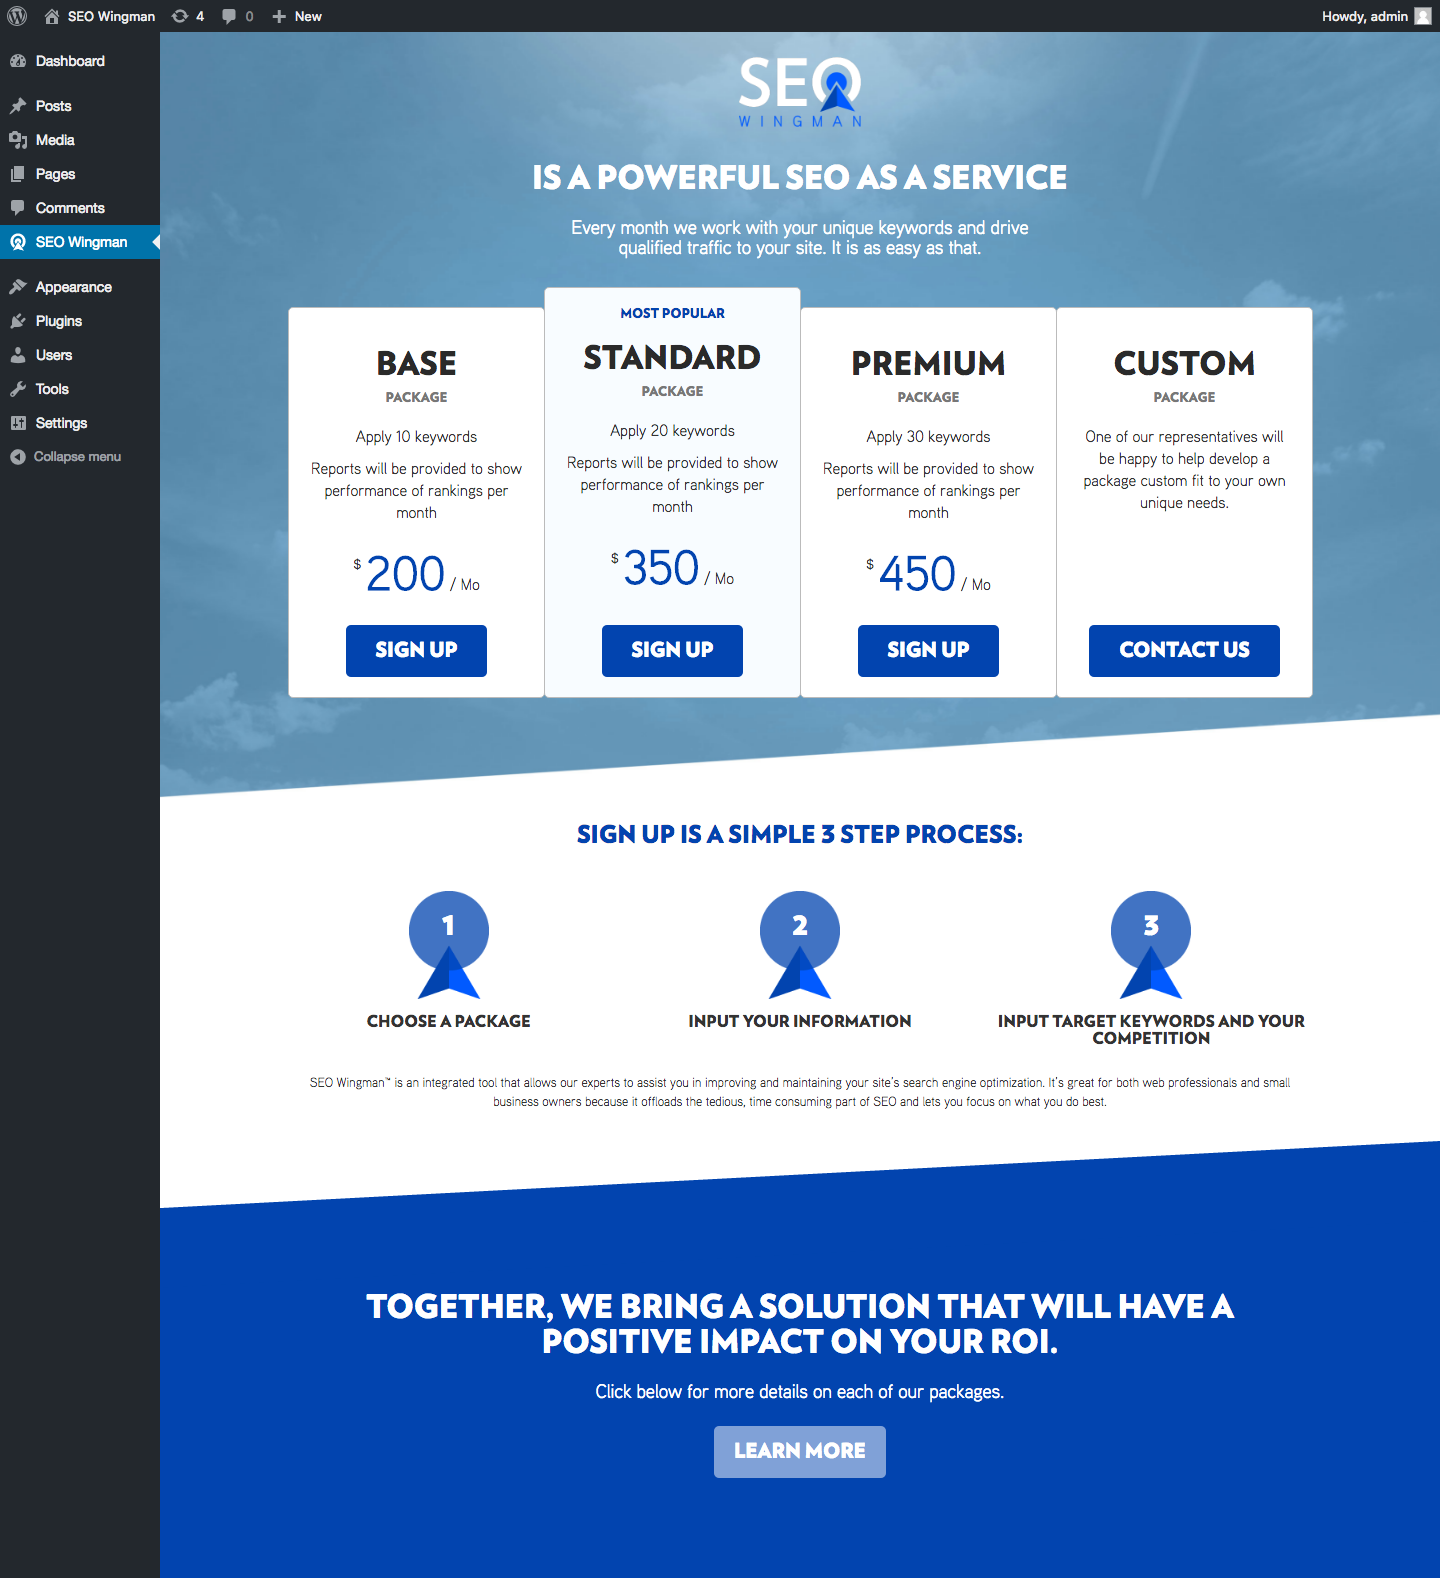 SEO Wingman 4 0 New Howdy, admin
Dashboard
Posts
Media
Pages
Comments
SEO Wingman
Appearance
Plugins
Users
Tools
Settings
Collapse menu
SEO
WINGMAN
IS A POWERFUL SEO AS A SERVICE
Every month we work with your unique keywords and drive
qualified traffic to your site. It is as easy as that.
BASE
PACKAGE
Apply 10 keywords
Reports will be provided to show
performance of rankings per
month
$ 200 / Mo
SIGN UP
MOST POPULAR
STANDARD
PACKAGE
Apply 20 keywords
Reports will be provided to show
performance of rankings per
month
$ 350 / Mo
SIGN UP
PREMIUM
PACKAGE
Apply 30 keywords
Reports will be provided to show
performance of rankings per
month
$ 450 / Mo
SIGN UP
CUSTOM
PACKAGE
One of our representatives will
be happy to help develop a
package custom fit to your own
unique needs.
CONTACT US
SIGN UP IS A SIMPLE 3 STEP PROCESS:
1
CHOOSE A PACKAGE
2
INPUT YOUR INFORMATION
3
INPUT TARGET KEYWORDS AND YOUR
COMPETITION
SEO Wingman™ is an integrated tool that allows our experts to assist you in improving and maintaining your site's search engine optimization. It's great for both web professionals and small
business owners because it offloads the tedious, time consuming part of SEO and lets you focus on what you do best.
TOGETHER, WE BRING A SOLUTION THAT WILL HAVE A
POSITIVE IMPACT ON YOUR ROI.
Click below for more details on each of our packages.
LEARN MORE